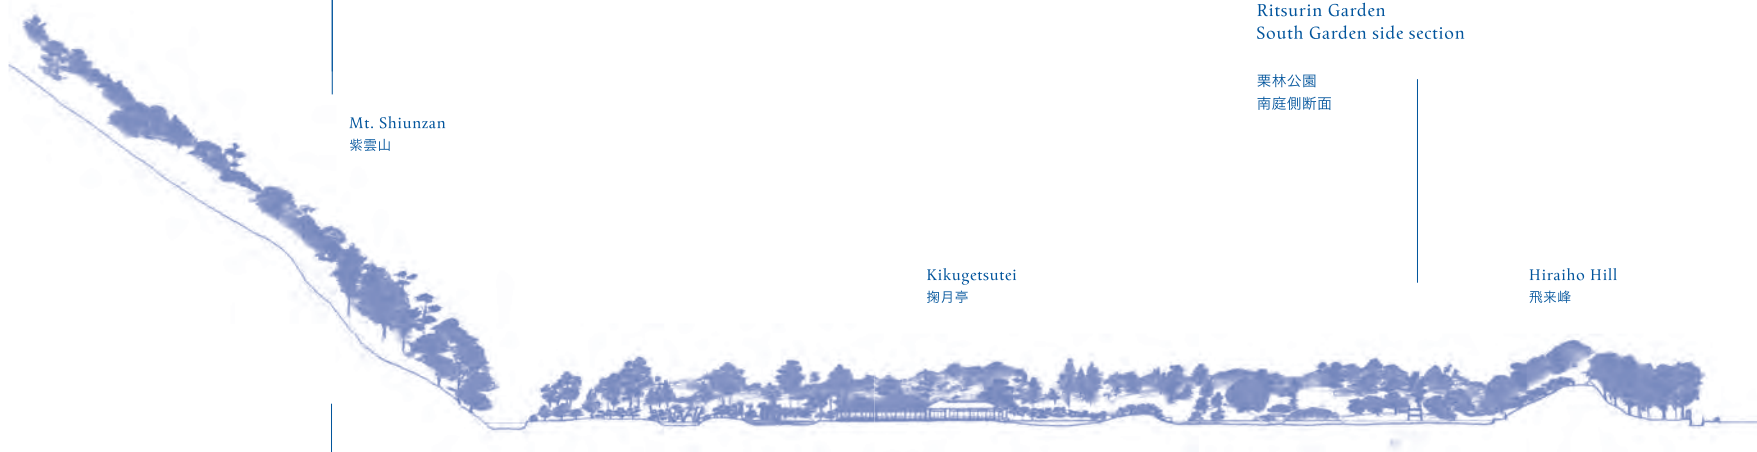 Ritsurin Garden
South Garden side section
栗林公園
南庭側断面
Mt. Shiunzan
紫雲山
Kikugetsutei
掬月亭
Hiraiho Hill
飛来峰